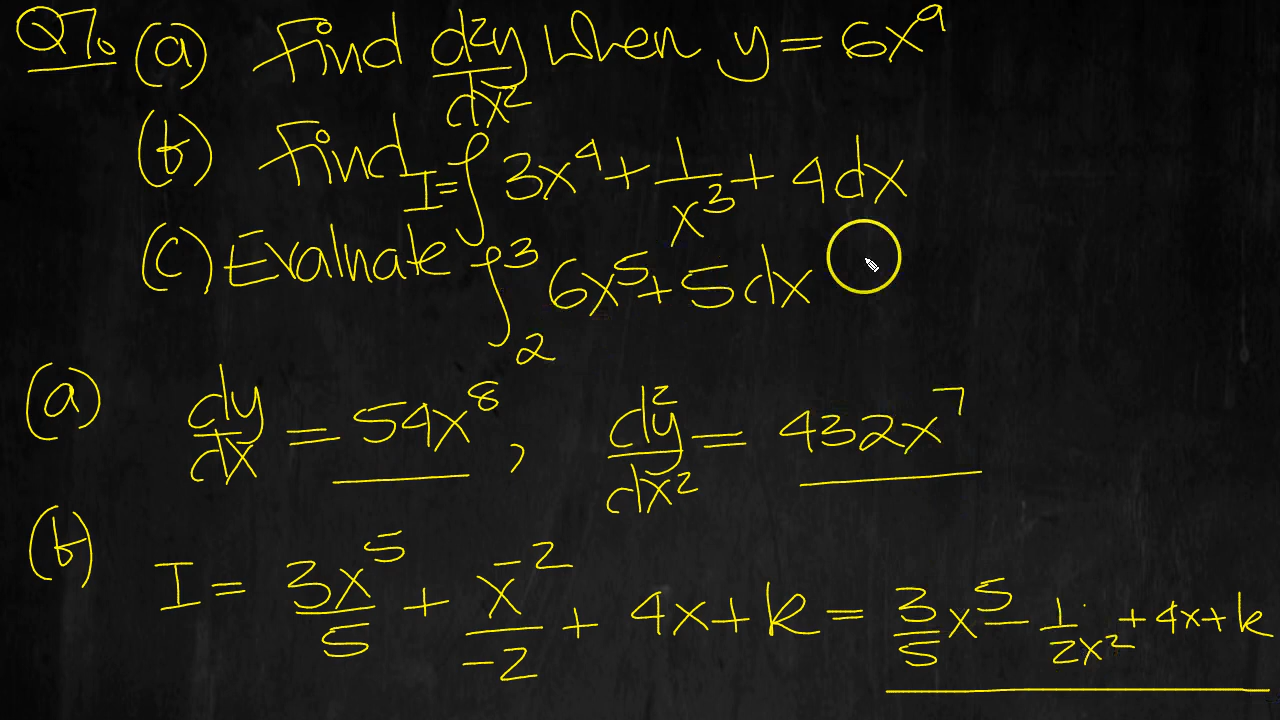 Q7. (a) Find d²y/dx² when y = 6x⁹
(b) Find I = ∫ 3x⁴ + 1/x³ + 4 dx
(c) Evaluate ∫₂³ 6x⁵ + 5 dx
(a) dy/dx = 54x⁸, d²y/dx² = 432x⁷
(b) I = 3x⁵/5 + x⁻²/-2 + 4x + k = 3/5 x⁵ - 1/2x² + 4x + k